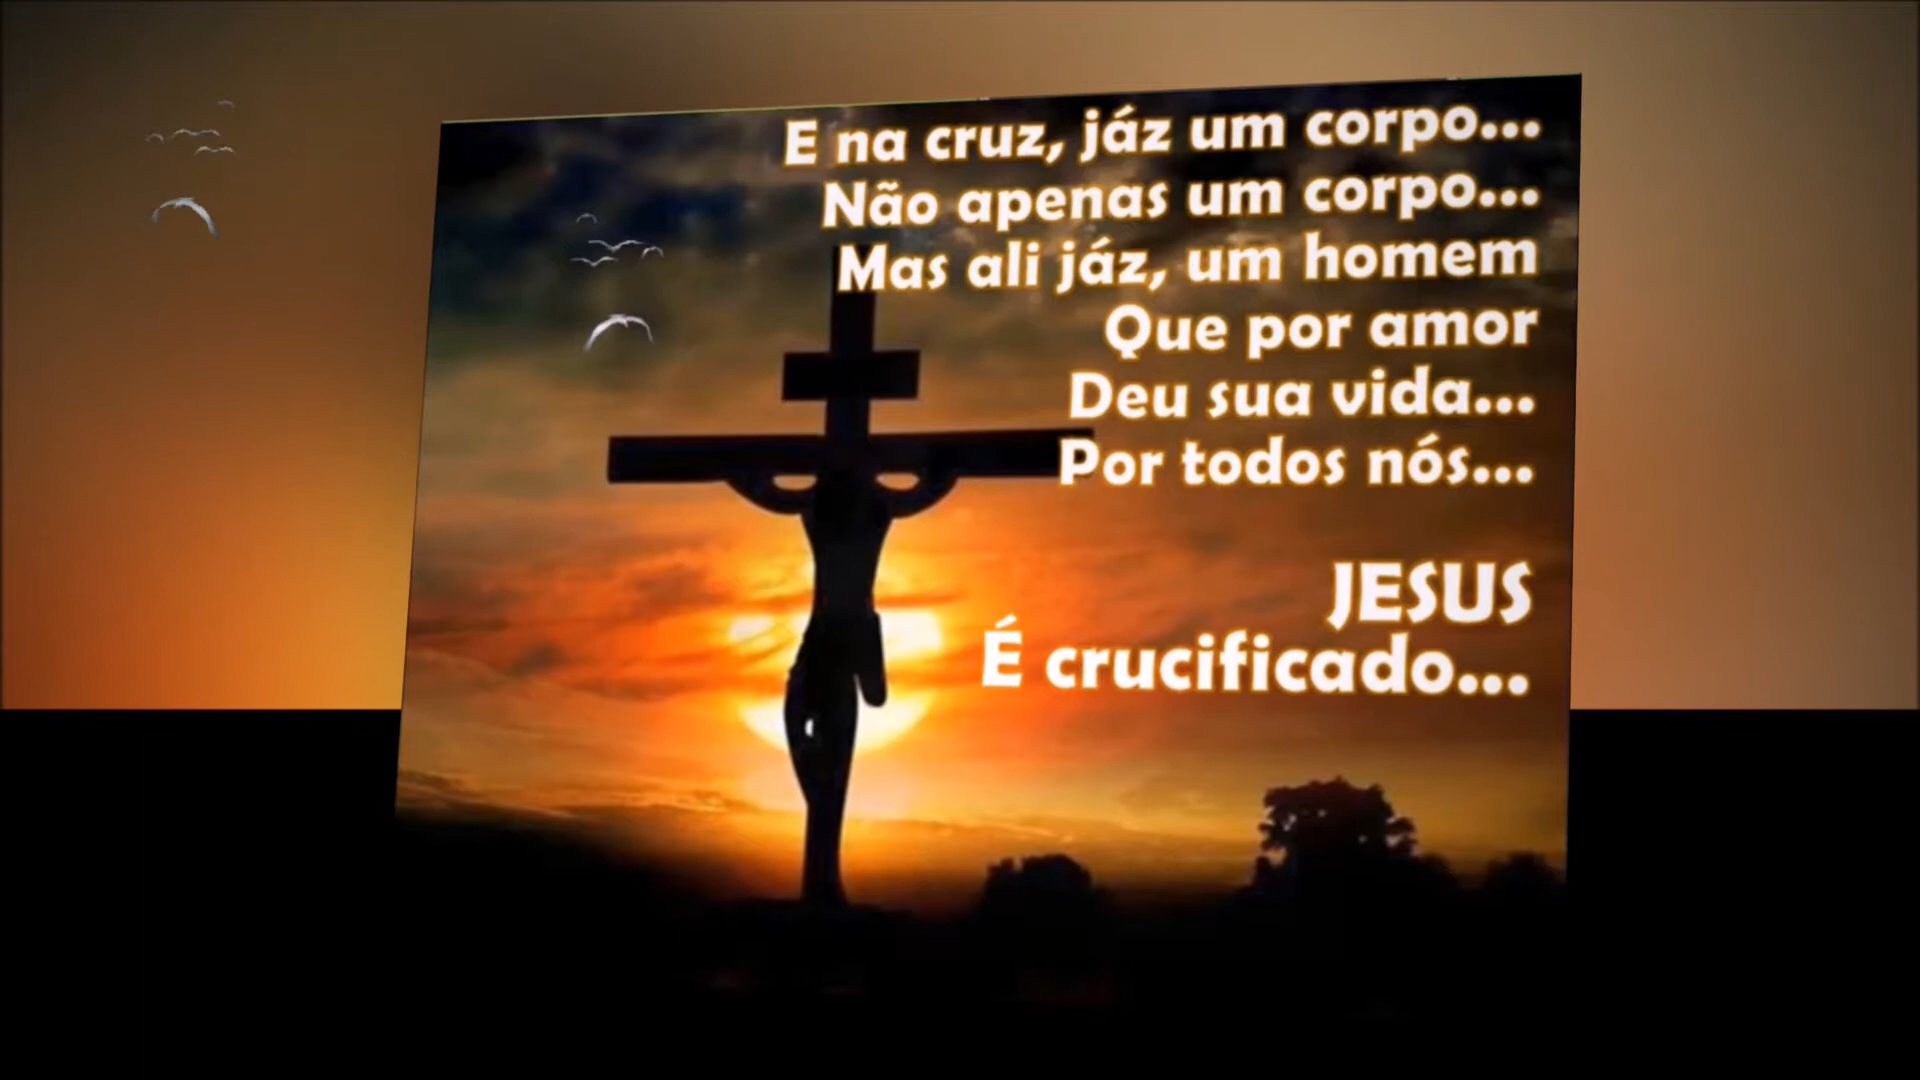 E na cruz, jáz um corpo...
Não apenas um corpo...
Mas ali jáz, um homem
Que por amor
Deu sua vida...
Por todos nós...
JESUS
É crucificado...